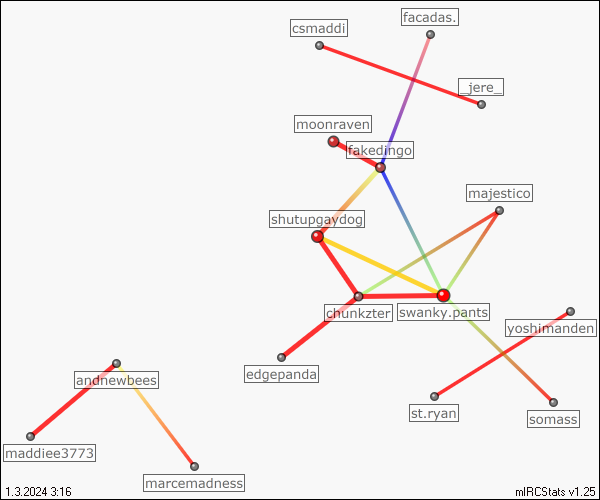 facadas.
csmaddi
_jere_
moonraven
fakedingo
majestico
shutupgaydog
chunkzter
swanky.pants
yoshimanden
edgepanda
andnewbees
st.ryan
somass
maddiee3773
marcemadness
1.3.2024 3:16
mIRCStats v1.25